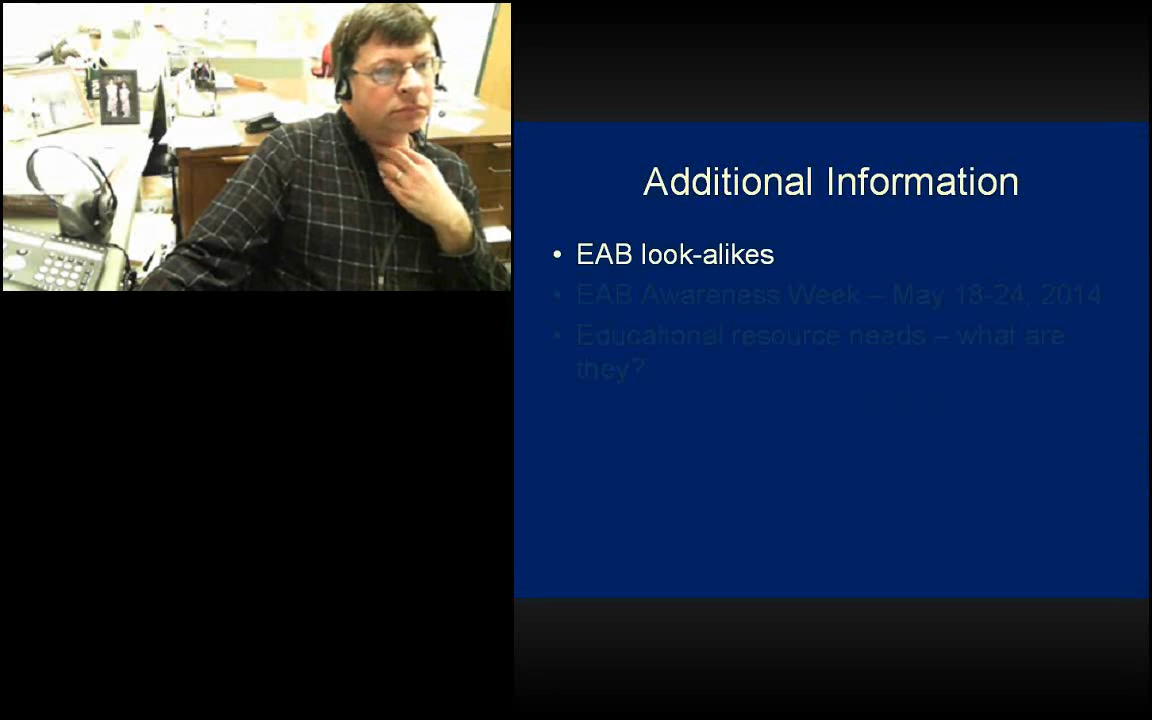 Additional Information
• EAB look-alikes
• EAB Awareness Week – May 18-24, 2014
• Educational resource needs – what are
they?